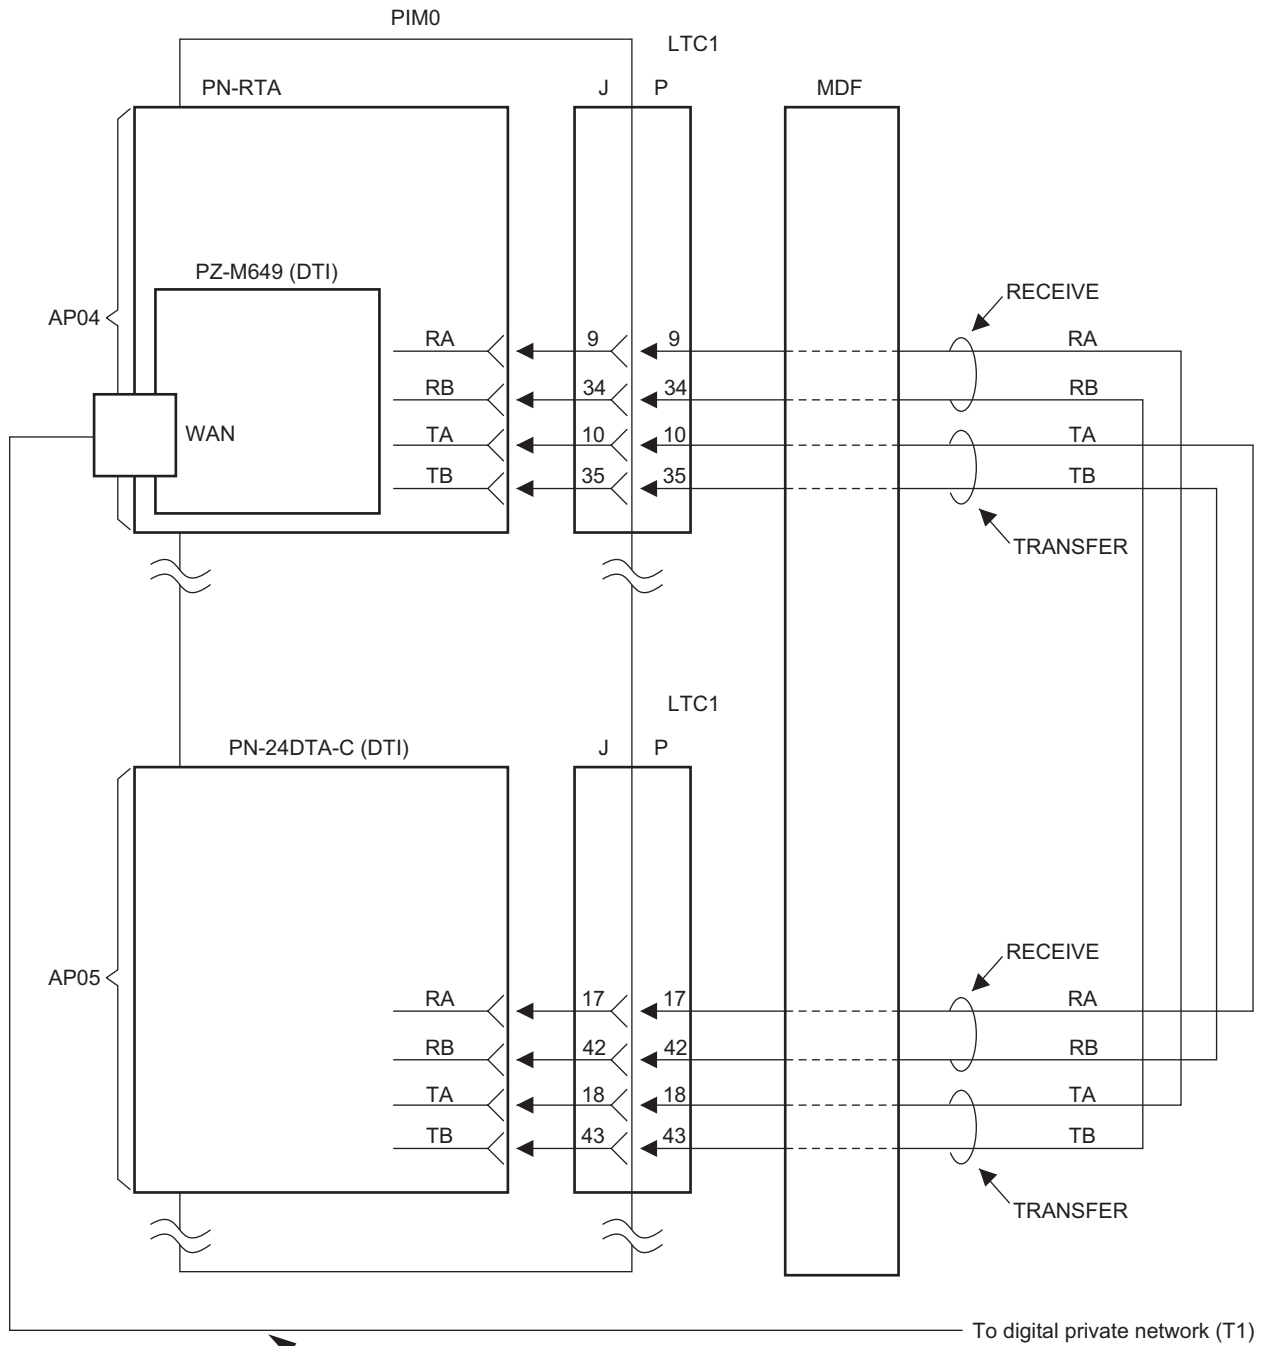 PIM0
LTC1
PN-RTA
J P
MDF
PZ-M649 (DTI)
RECEIVE
AP04
RA 9 9 RA
RB 34 34 RB
WAN
TA 10 10 TA
TB 35 35 TB
TRANSFER
LTC1
PN-24DTA-C (DTI)
J P
RECEIVE
AP05
RA 17 17 RA
RB 42 42 RB
TA 18 18 TA
TB 43 43 TB
TRANSFER
To digital private network (T1)